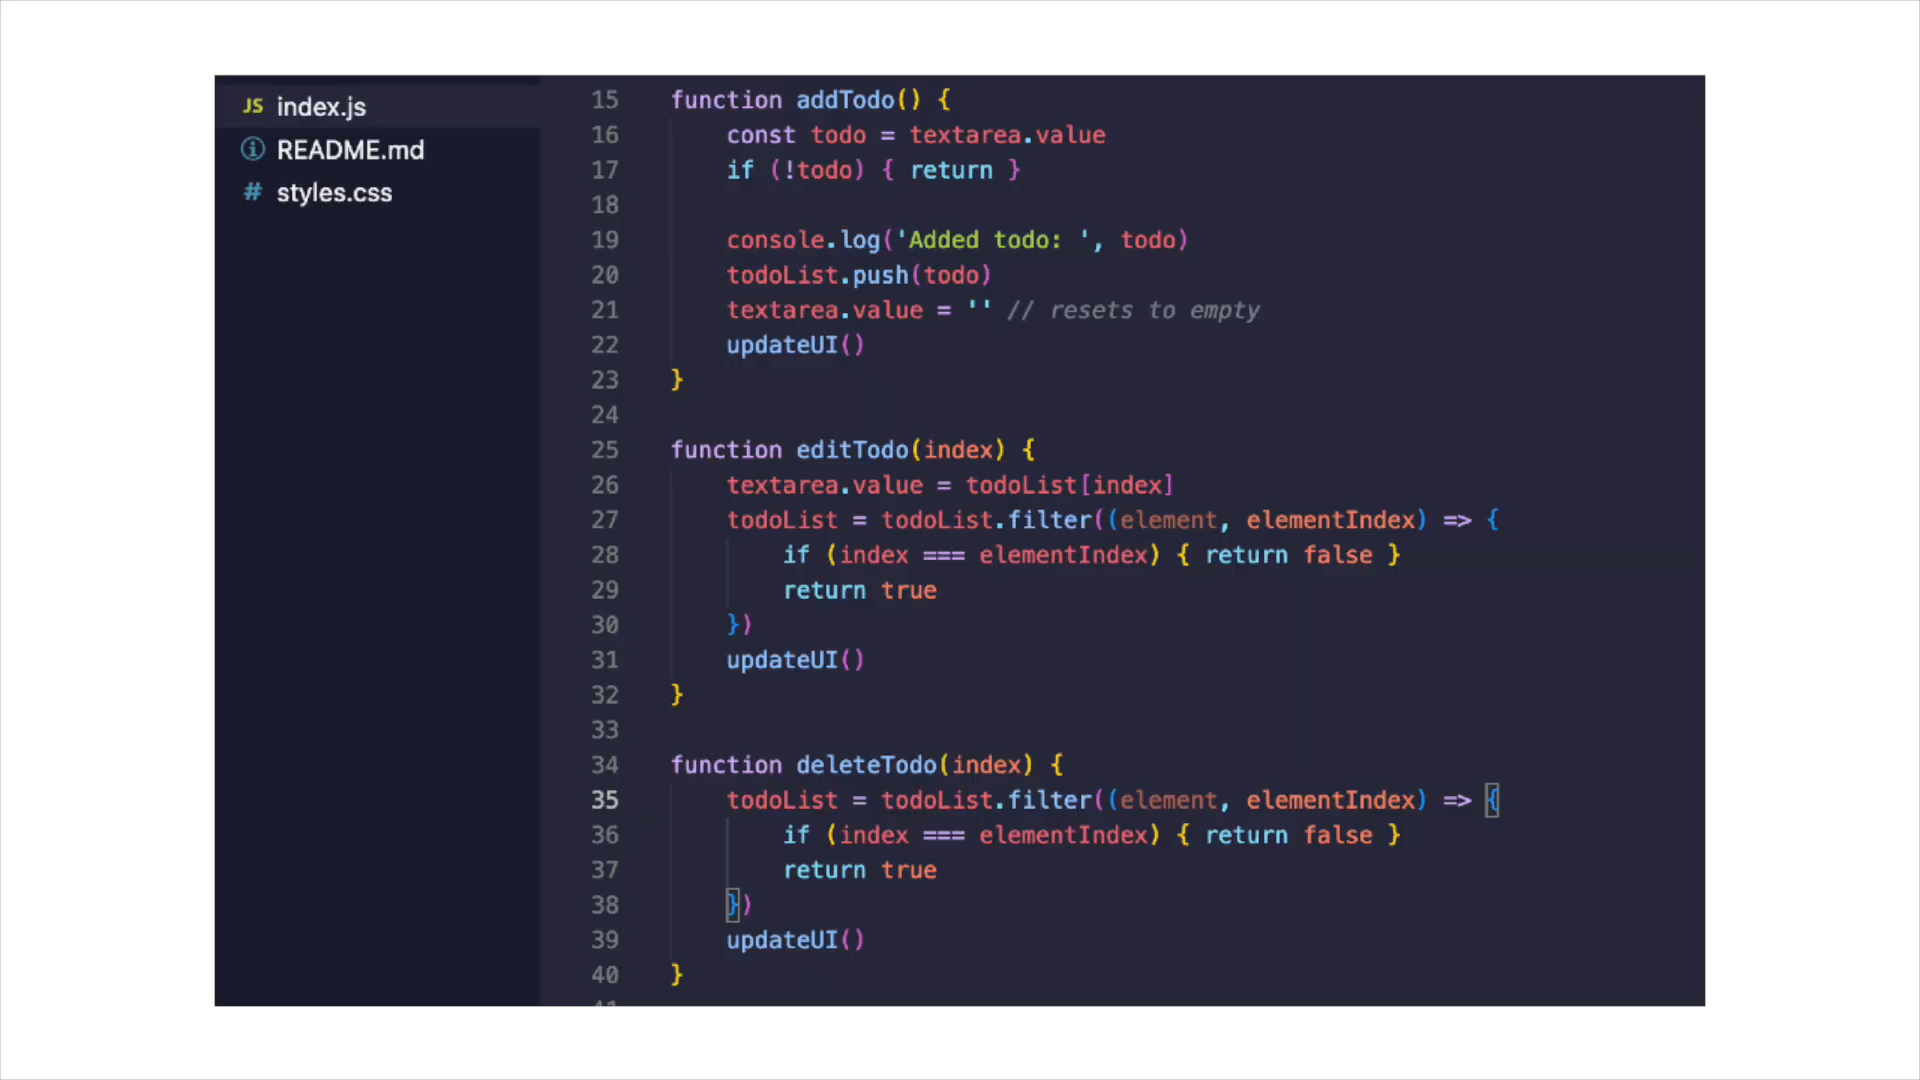 JS index.js
README.md
# styles.css
15 function addTodo() {
16 const todo = textarea.value
17 if (!todo) { return }
18
19 console.log('Added todo: ', todo)
20 todoList.push(todo)
21 textarea.value = '' // resets to empty
22 updateUI()
23 }
24
25 function editTodo(index) {
26 textarea.value = todoList[index]
27 todoList = todoList.filter((element, elementIndex) => {
28 if (index === elementIndex) { return false }
29 return true
30 })
31 updateUI()
32 }
33
34 function deleteTodo(index) {
35 todoList = todoList.filter((element, elementIndex) => {
36 if (index === elementIndex) { return false }
37 return true
38 })
39 updateUI()
40 }